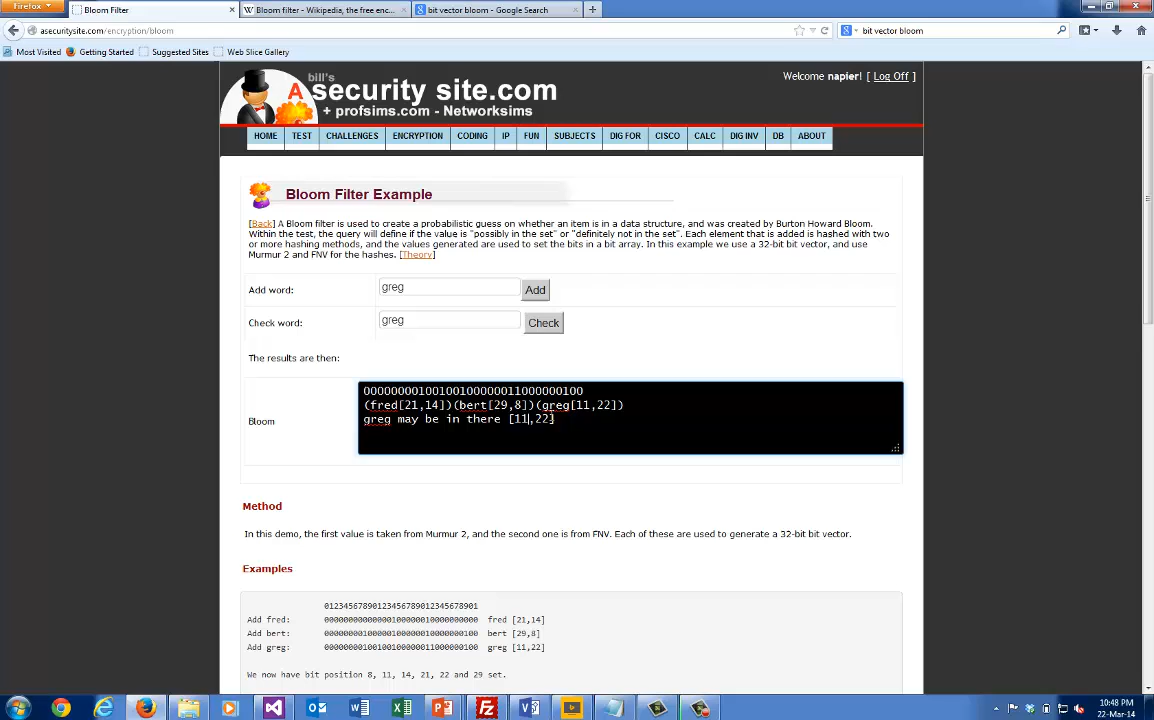 Firefox
Bloom Filter
Bloom filter - Wikipedia, the free enc...
bit vector bloom - Google Search
asecuritysite.com/encryption/bloom
bit vector bloom
Most Visited
Getting Started
Suggested Sites
Web Slice Gallery
bill's
A security site.com
+ profsims.com - Networksims
Welcome napier! [ Log Off ]
HOME TEST CHALLENGES ENCRYPTION CODING IP FUN SUBJECTS DIG FOR CISCO CALC DIG INV DB ABOUT
Bloom Filter Example
[Back] A Bloom filter is used to create a probabilistic guess on whether an item is in a data structure, and was created by Burton Howard Bloom.
Within the test, the query will define if the value is "possibly in the set" or "definitely not in the set". Each element that is added is hashed with two
or more hashing methods, and the values generated are used to set the bits in a bit array. In this example we use a 32-bit bit vector, and use
Murmur 2 and FNV for the hashes. [Theory]
Add word: greg Add
Check word: greg Check
The results are then:
Bloom
00000000100100100000011000000100
(fred[21,14])(bert[29,8])(greg[11,22])
greg may be in there [11,22]
Method
In this demo, the first value is taken from Murmur 2, and the second one is from FNV. Each of these are used to generate a 32-bit bit vector.
Examples
01234567890123456789012345678901
Add fred: 00000000000000100000010000000000 fred [21,14]
Add bert: 00000000100000100000010000000100 bert [29,8]
Add greg: 00000000100100100000011000000100 greg [11,22]
We now have bit position 8, 11, 14, 21, 22 and 29 set.
10:48 PM
22-Mar-14